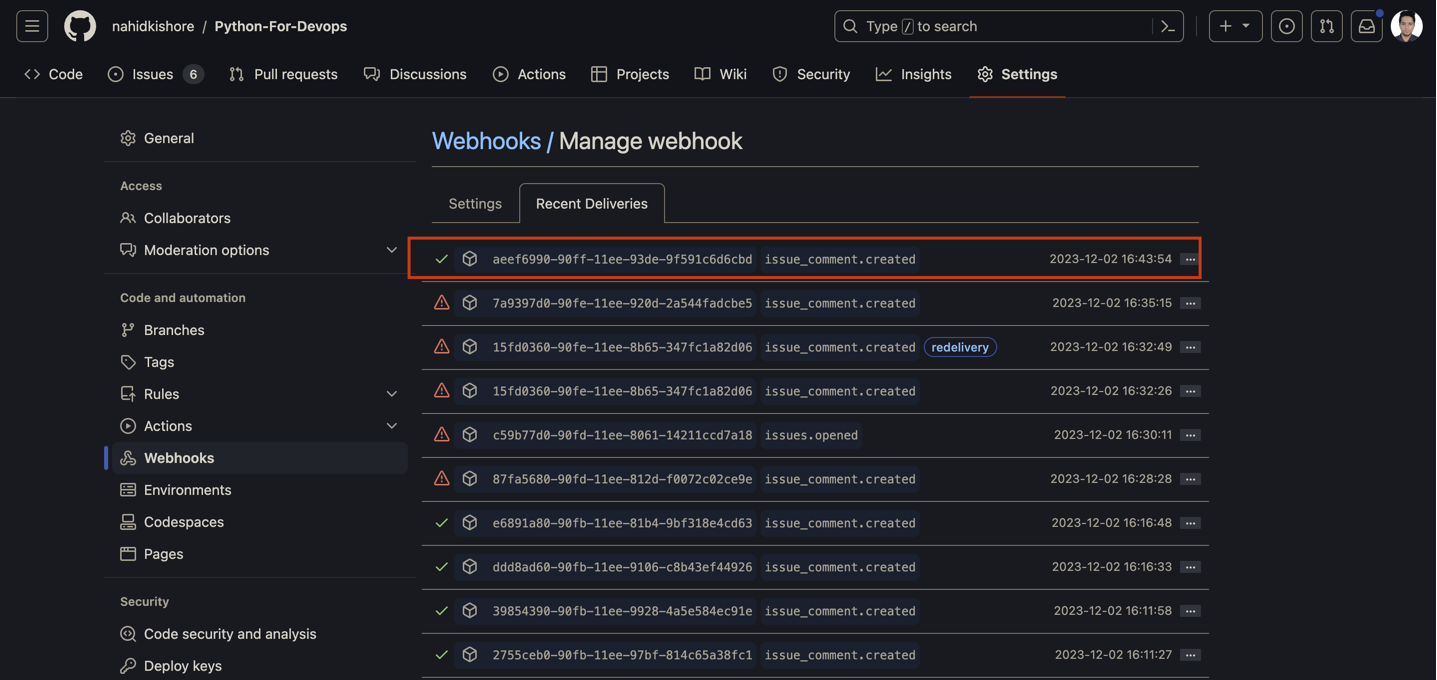 nahidkishore / Python-For-Devops
Type / to search
Code Issues 6 Pull requests Discussions Actions Projects Wiki Security Insights Settings
General
Access
Collaborators
Moderation options
Code and automation
Branches
Tags
Rules
Actions
Webhooks
Environments
Codespaces
Pages
Security
Code security and analysis
Deploy keys
Webhooks / Manage webhook
Settings Recent Deliveries
aeef6990-90ff-11ee-93de-9f591c6d6cbd issue_comment.created 2023-12-02 16:43:54
7a9397d0-90fe-11ee-920d-2a544fadcbe5 issue_comment.created 2023-12-02 16:35:15
15fd0360-90fe-11ee-8b65-347fc1a82d06 issue_comment.created redelivery 2023-12-02 16:32:49
15fd0360-90fe-11ee-8b65-347fc1a82d06 issue_comment.created 2023-12-02 16:32:26
c59b77d0-90fd-11ee-8061-14211ccd7a18 issues.opened 2023-12-02 16:30:11
87fa5680-90fd-11ee-812d-f0072c02ce9e issue_comment.created 2023-12-02 16:28:28
e6891a80-90fb-11ee-81b4-9bf318e4cd63 issue_comment.created 2023-12-02 16:16:48
ddd8ad60-90fb-11ee-9106-c8b43ef44926 issue_comment.created 2023-12-02 16:16:33
39854390-90fb-11ee-9928-4a5e584ec91e issue_comment.created 2023-12-02 16:11:58
2755ceb0-90fb-11ee-97bf-814c65a38fc1 issue_comment.created 2023-12-02 16:11:27